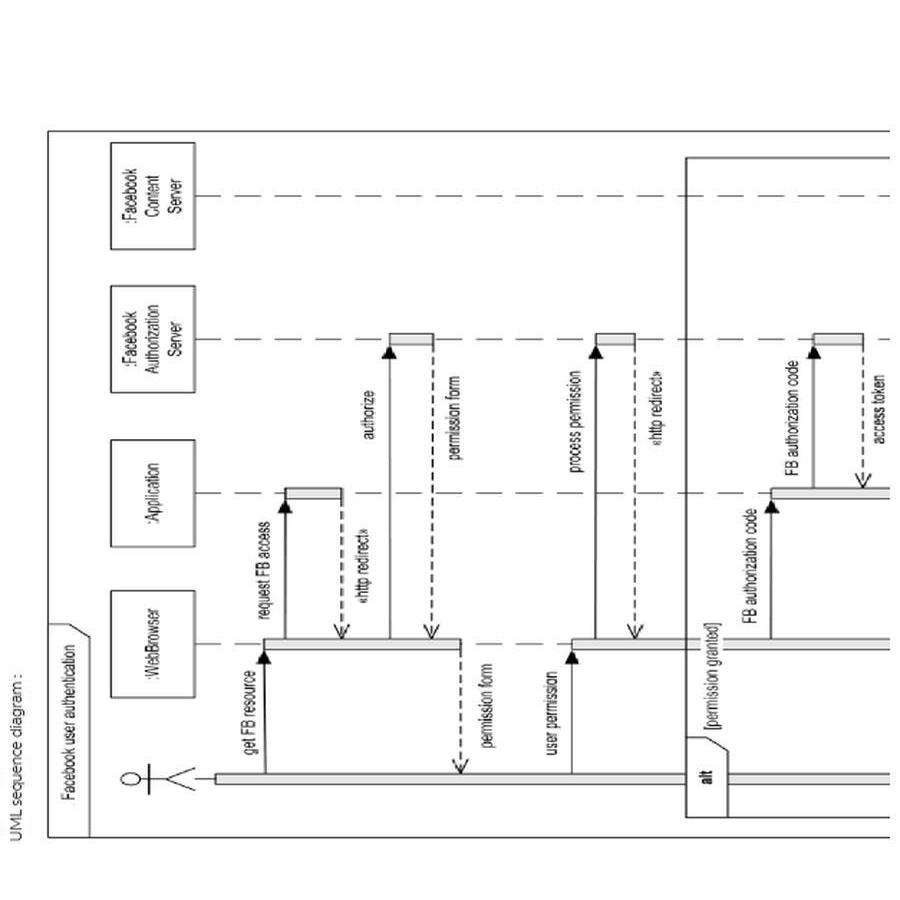 UML sequence diagram :
Facebook user authentication
:WebBrowser
:Application
:Facebook
Authorization
Server
:Facebook
Content
Server
get FB resource
request FB access
«http redirect»
authorize
permission form
permission form
user permission
process permission
«http redirect»
alt
[permission granted]
FB authorization code
FB authorization code
access token